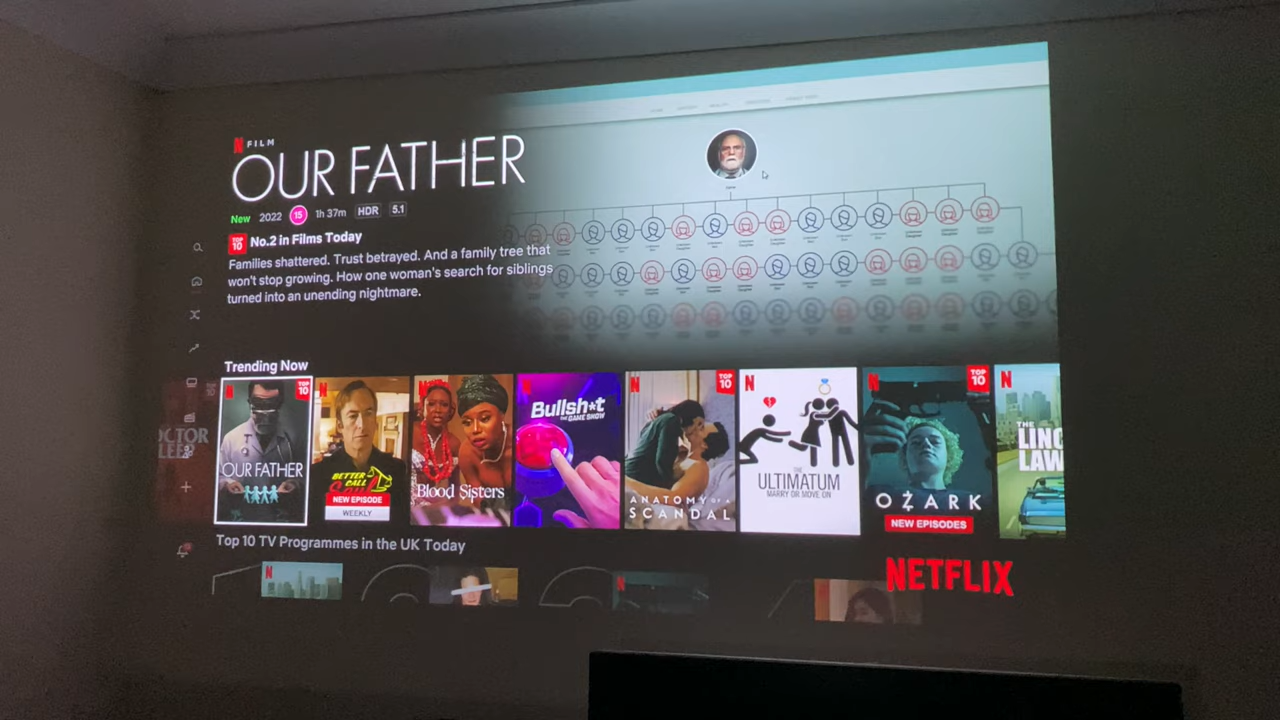 N FILM
OUR FATHER
New 2022 15 1h 37m HDR 5.1
TOP 10 No.2 in Films Today
Families shattered. Trust betrayed. And a family tree that
won't stop growing. How one woman's search for siblings
turned into an unending nightmare.
Trending Now
N TOP 10
OUR FATHER
BETTER
CALL
SAUL
NEW EPISODE
WEEKLY
N
Blood Sisters
N
Bullsh*t
THE GAME SHOW
N TOP 10
ANATOMY OF A
SCANDAL
N
THE
ULTIMATUM
MARRY OR MOVE ON
N TOP 10
OZARK
NEW EPISODES
N
THE
LINC
LAW
Top 10 TV Programmes in the UK Today
NETFLIX